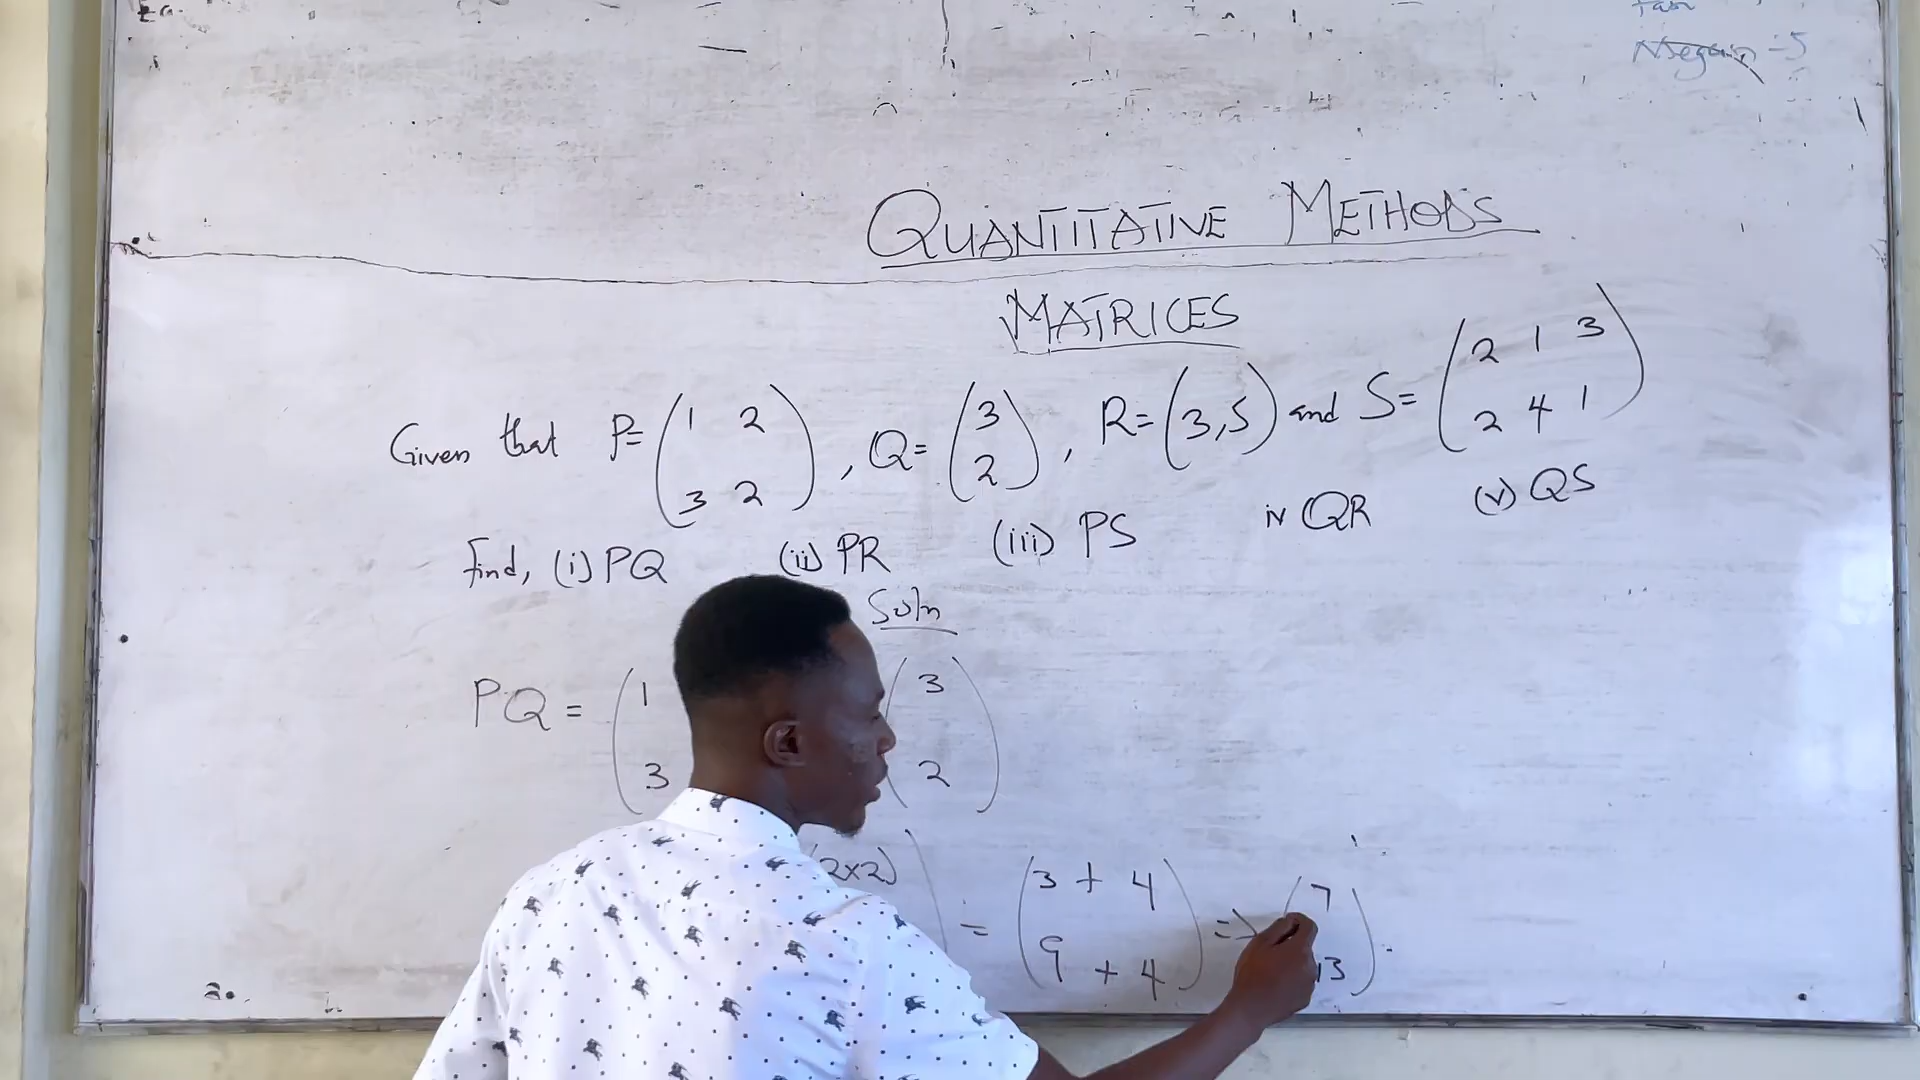 Nsegain -5
QUANTITATIVE METHODS
MATRICES
Given that P= (1 2 / 3 2), Q= (3 / 2), R= (3,5) and S= (2 1 3 / 2 4 1)
find, (i) PQ (ii) PR (iii) PS iv QR (v) QS
Soln
PQ = (1 / 3 (3 / 2)
(2x2) ) = (3 + 4 / 9 + 4) => (7 / 13)